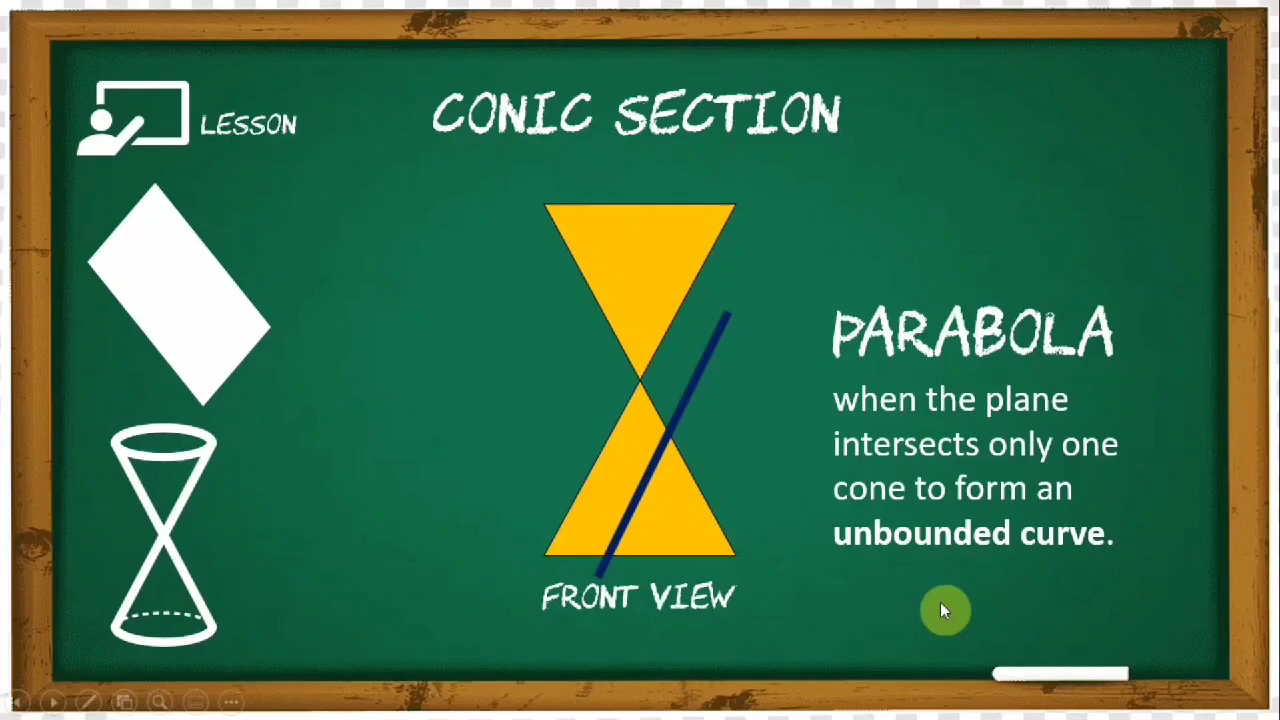 LESSON
CONIC SECTION
PARABOLA
when the plane
intersects only one
cone to form an
unbounded curve.
FRONT VIEW